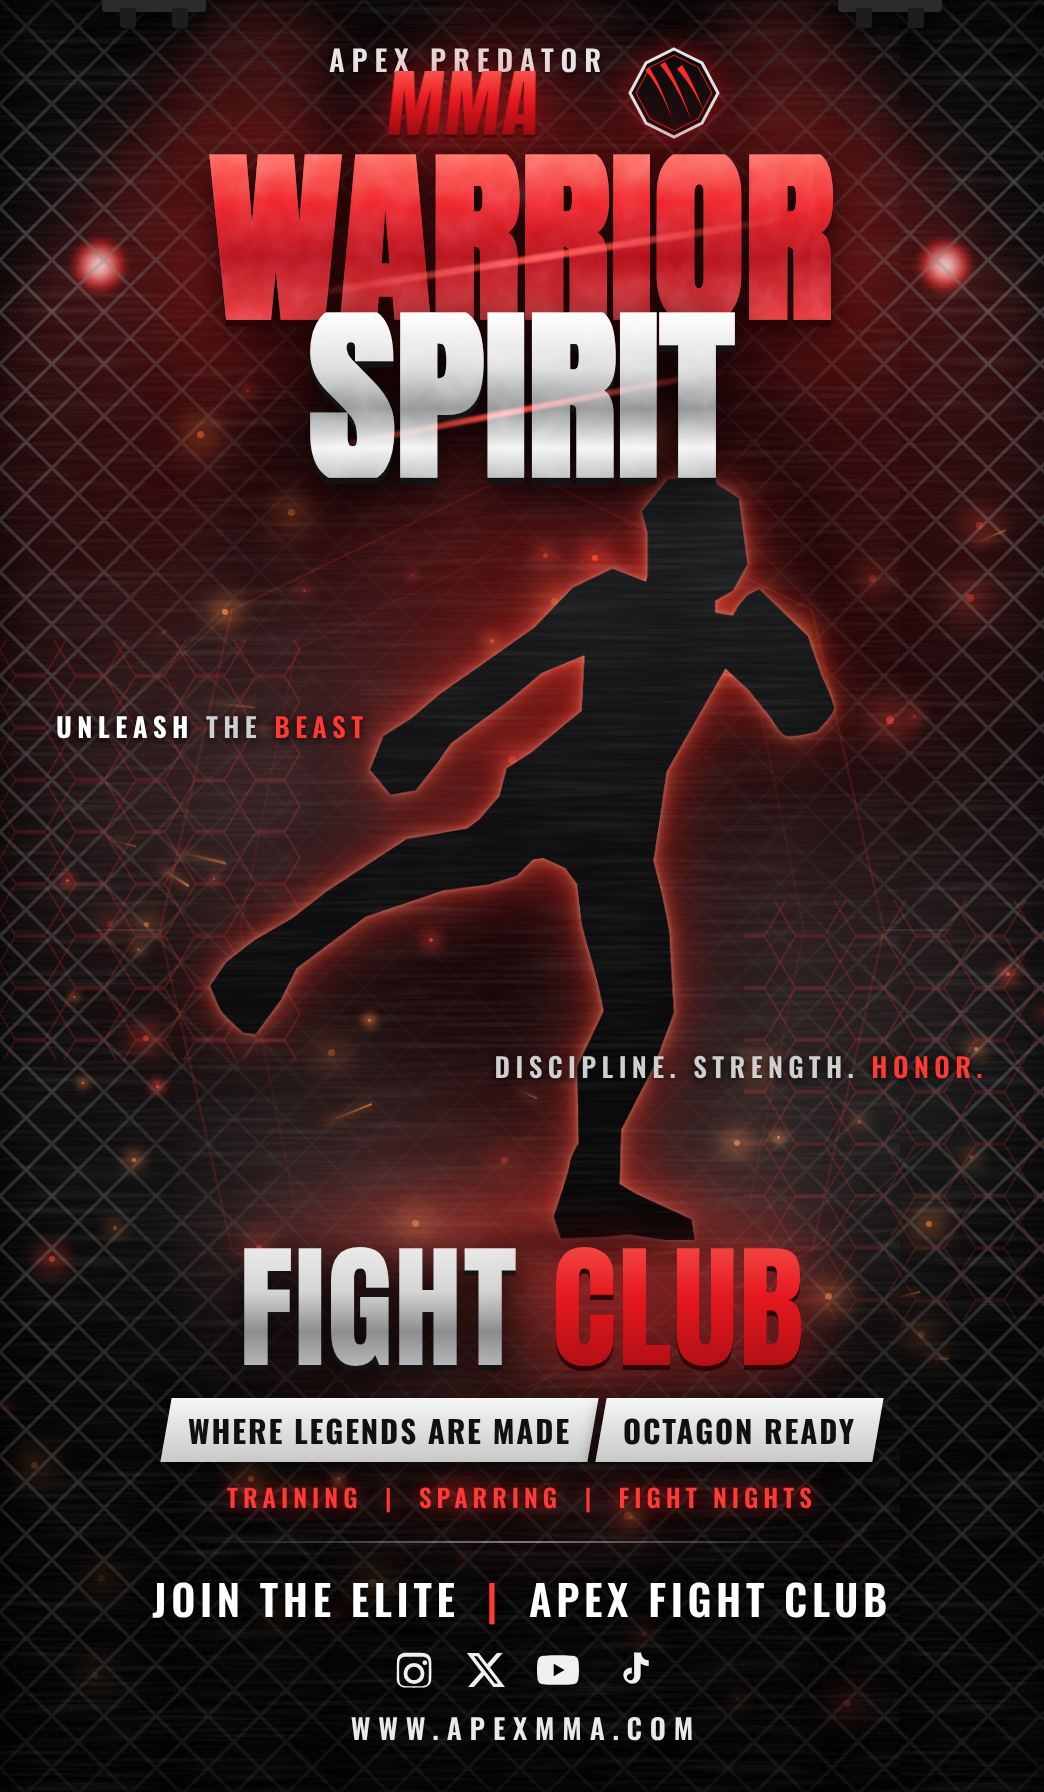 APEX PREDATOR
MMA
WARRIOR
SPIRIT
UNLEASH THE BEAST
DISCIPLINE. STRENGTH. HONOR.
FIGHT CLUB
WHERE LEGENDS ARE MADE OCTAGON READY
TRAINING | SPARRING | FIGHT NIGHTS
JOIN THE ELITE | APEX FIGHT CLUB
WWW.APEXMMA.COM